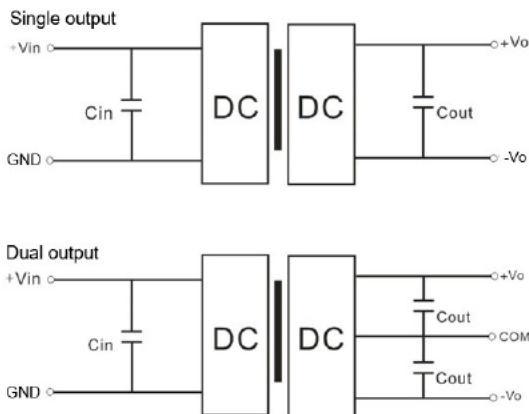 Single output
+Vin
+Vo
Cin
DC
DC
Cout
GND
-Vo
Dual output
+Vin
+Vo
Cout
Cin
DC
DC
COM
Cout
GND
-Vo